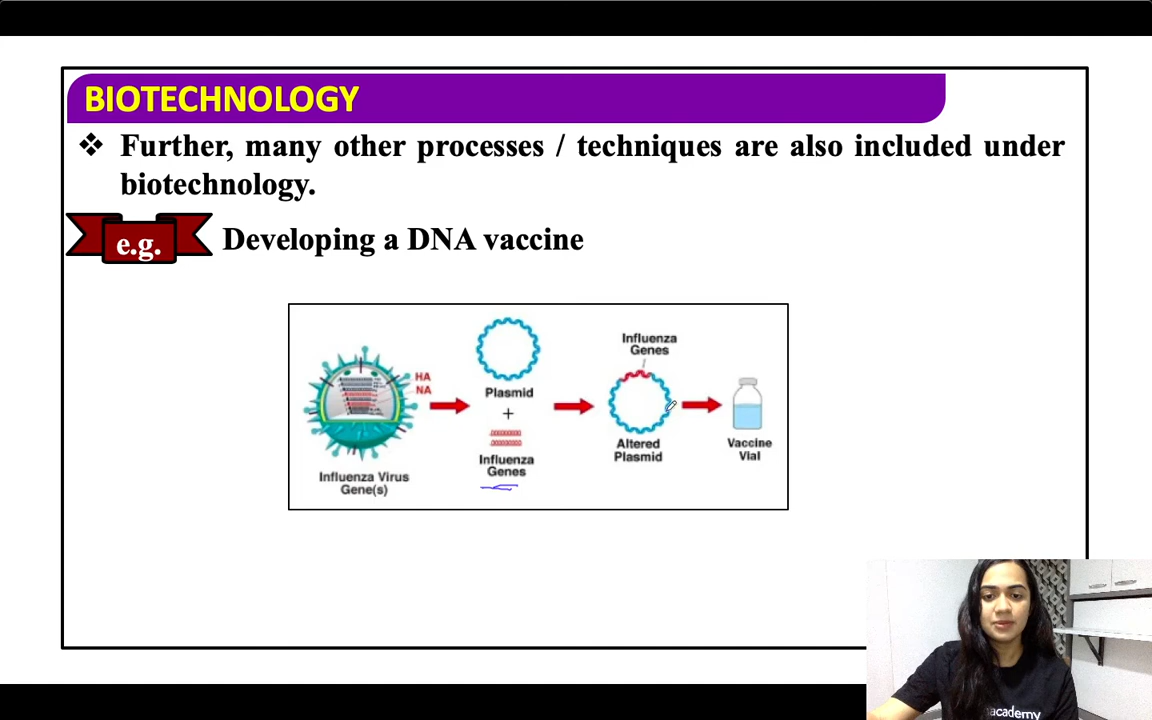 BIOTECHNOLOGY
❖ Further, many other processes / techniques are also included under
biotechnology.
e.g. Developing a DNA vaccine
HA
NA
Influenza Virus
Gene(s)
Plasmid
+
Influenza
Genes
Influenza
Genes
Altered
Plasmid
Vaccine
Vial
nacademy